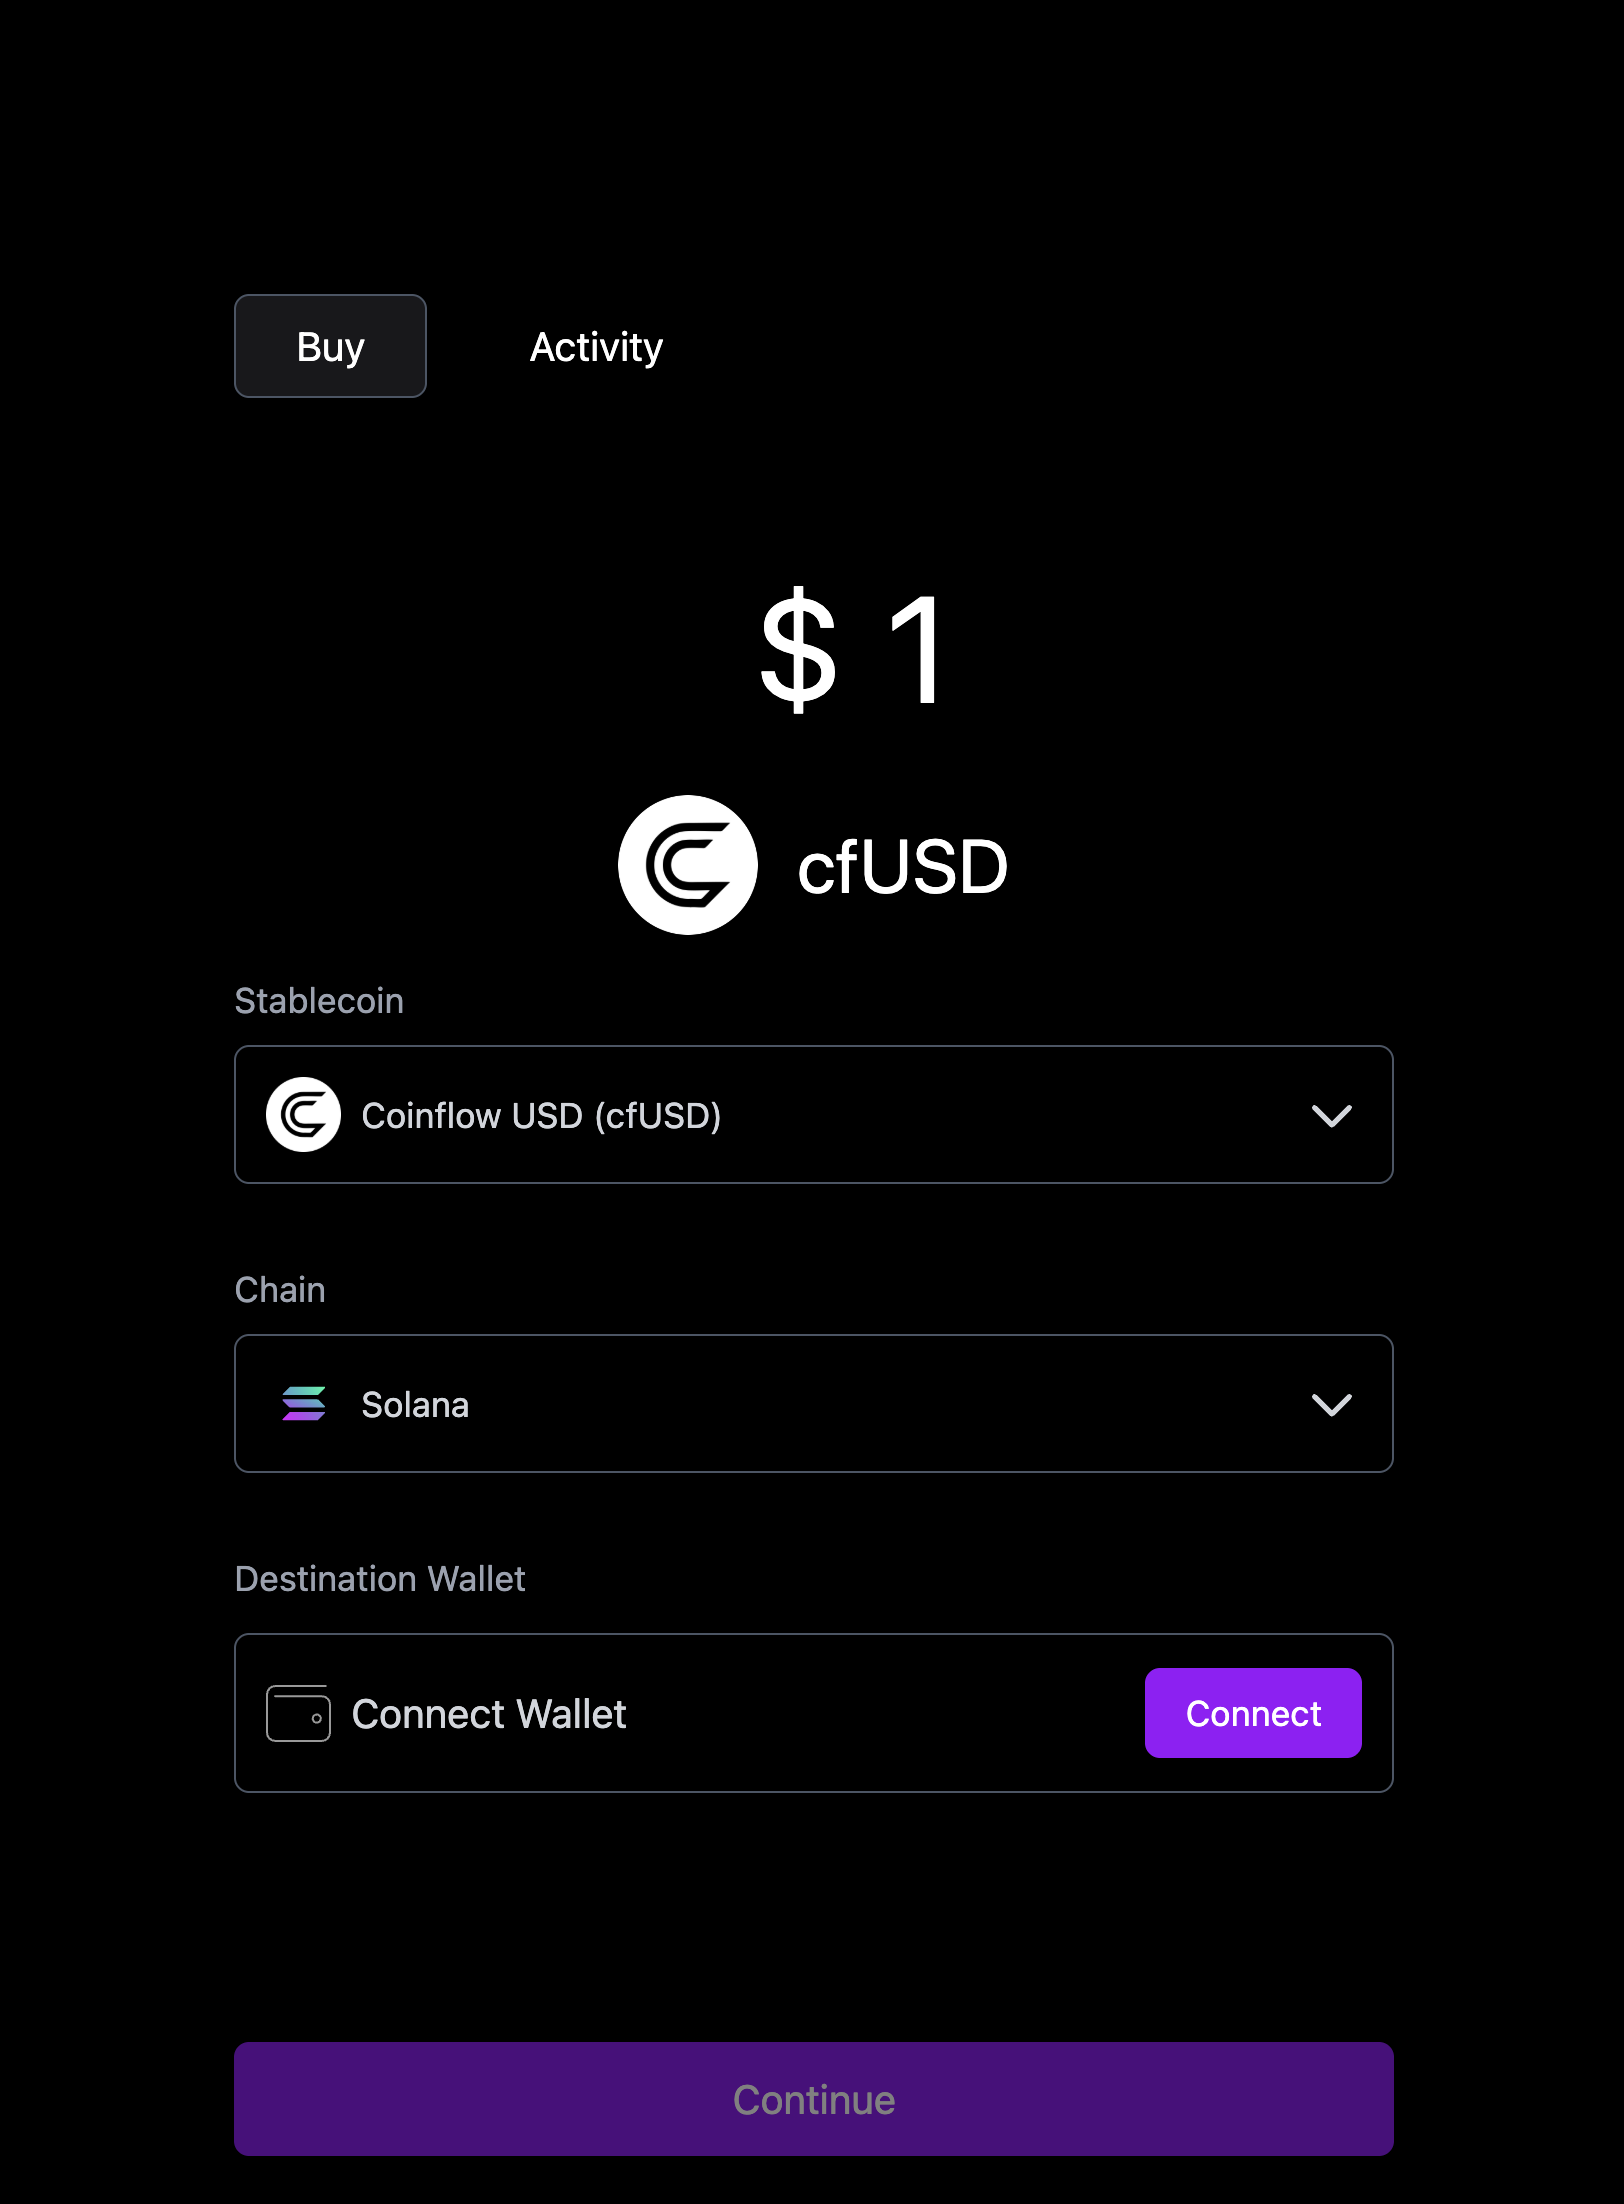 Buy
Activity
$ 1
cfUSD
Stablecoin
Coinflow USD (cfUSD)
Chain
Solana
Destination Wallet
Connect Wallet
Connect
Continue